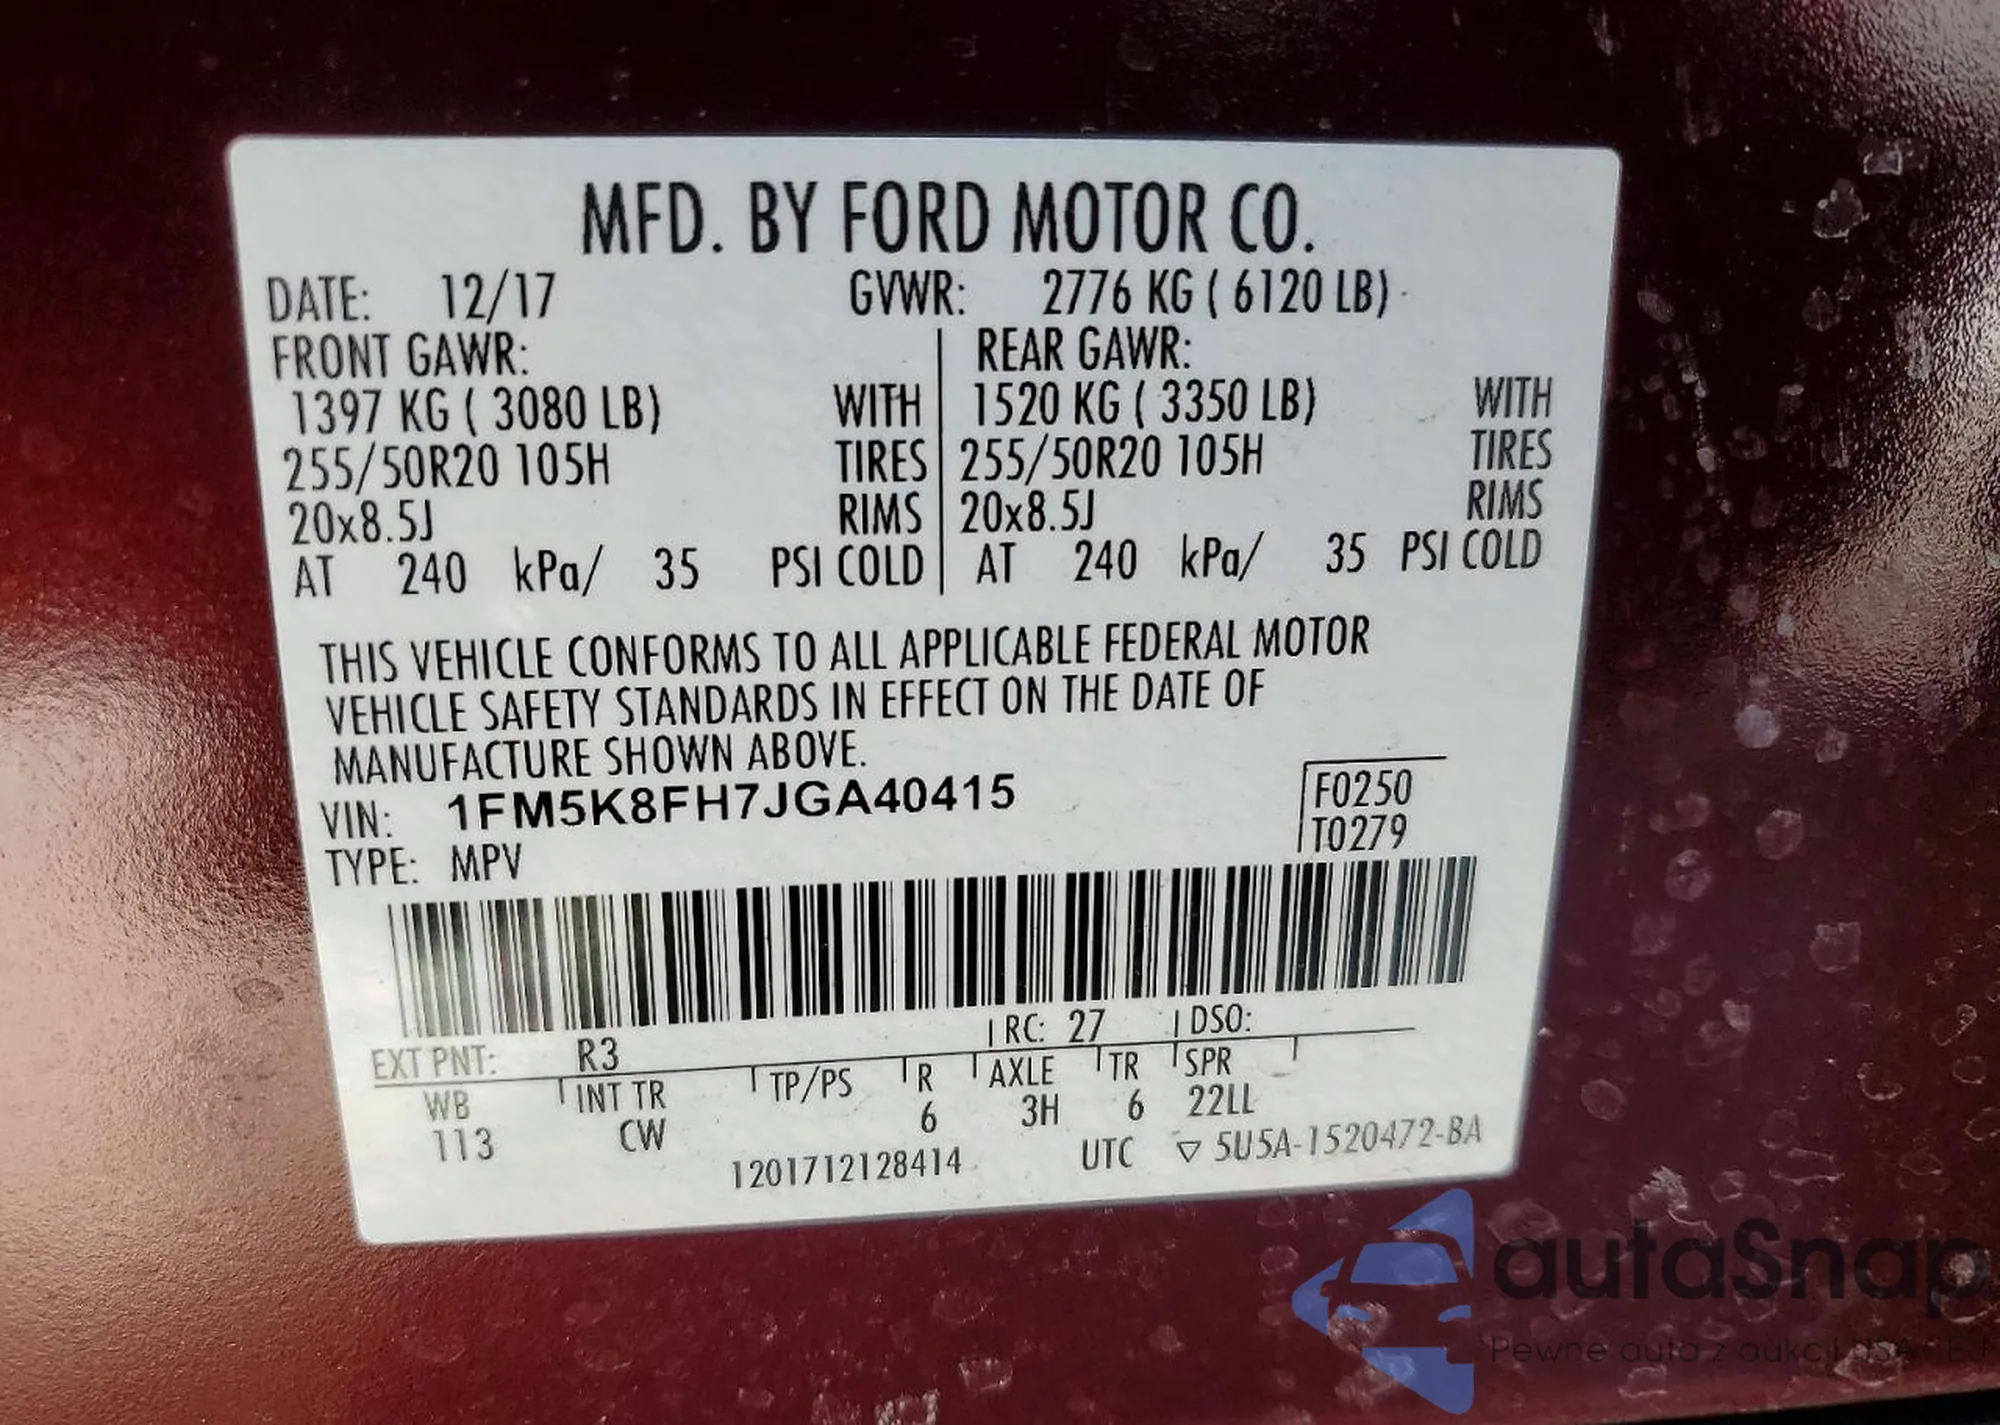 MFD. BY FORD MOTOR CO.
DATE: 12/17 GVWR: 2776 KG ( 6120 LB)
FRONT GAWR: REAR GAWR:
1397 KG ( 3080 LB) WITH 1520 KG ( 3350 LB) WITH
255/50R20 105H TIRES 255/50R20 105H TIRES
20x8.5J RIMS 20x8.5J RIMS
AT 240 kPa/ 35 PSI COLD AT 240 kPa/ 35 PSI COLD
THIS VEHICLE CONFORMS TO ALL APPLICABLE FEDERAL MOTOR
VEHICLE SAFETY STANDARDS IN EFFECT ON THE DATE OF
MANUFACTURE SHOWN ABOVE.
VIN: 1FM5K8FH7JGA40415
F0250
T0279
TYPE: MPV
EXT PNT: R3 RC: 27 DSO:
WB INT TR TP/PS R AXLE TR SPR
113 CW 6 3H 6 22LL
1201712128414 UTC ▽ 5U5A-1520472-BA
autaSnap
Pewne auta z aukcji USA